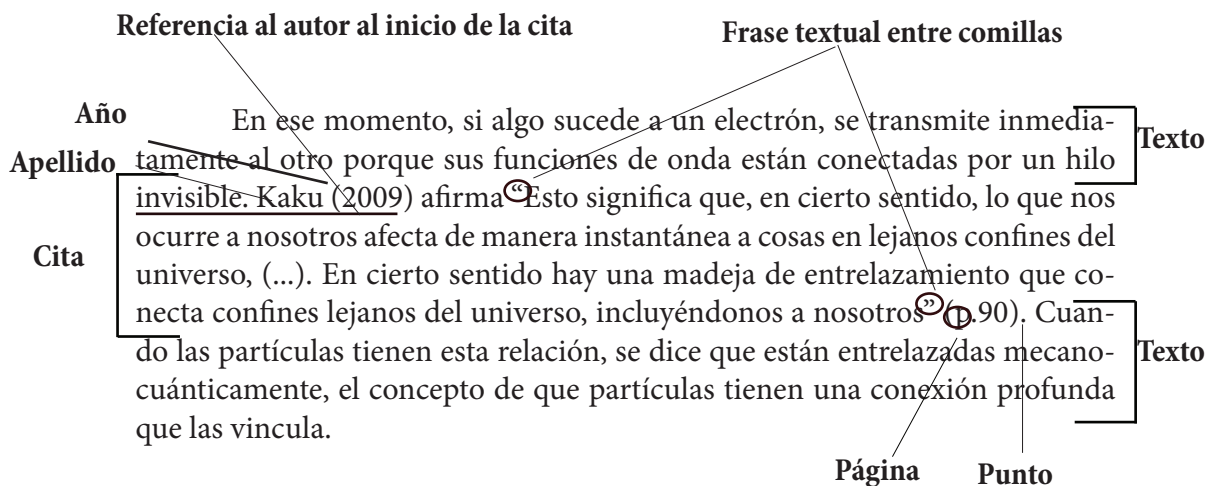 Referencia al autor al inicio de la cita
Frase textual entre comillas
Año
Apellido
Cita
En ese momento, si algo sucede a un electrón, se transmite inmedia-
tamente al otro porque sus funciones de onda están conectadas por un hilo
invisible. Kaku (2009) afirma “Esto significa que, en cierto sentido, lo que nos
ocurre a nosotros afecta de manera instantánea a cosas en lejanos confines del
universo, (...). En cierto sentido hay una madeja de entrelazamiento que co-
necta confines lejanos del universo, incluyéndonos a nosotros” (p.90). Cuan-
do las partículas tienen esta relación, se dice que están entrelazadas mecano-
cuánticamente, el concepto de que partículas tienen una conexión profunda
que las vincula.
Texto
Texto
Página
Punto